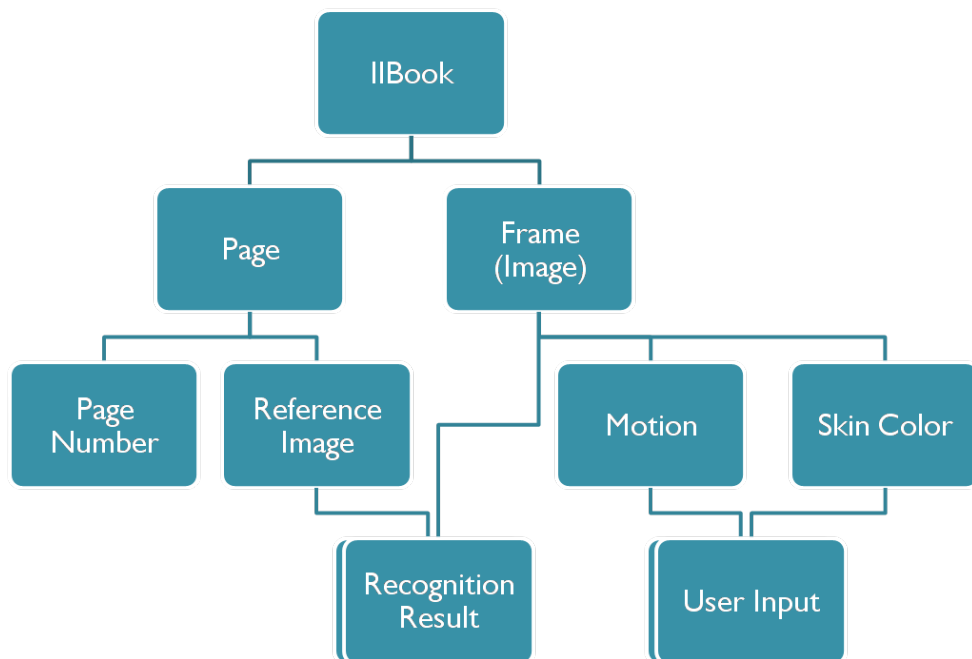 IIBook
Page
Frame
(Image)
Page
Number
Reference
Image
Motion
Skin Color
Recognition
Result
User Input